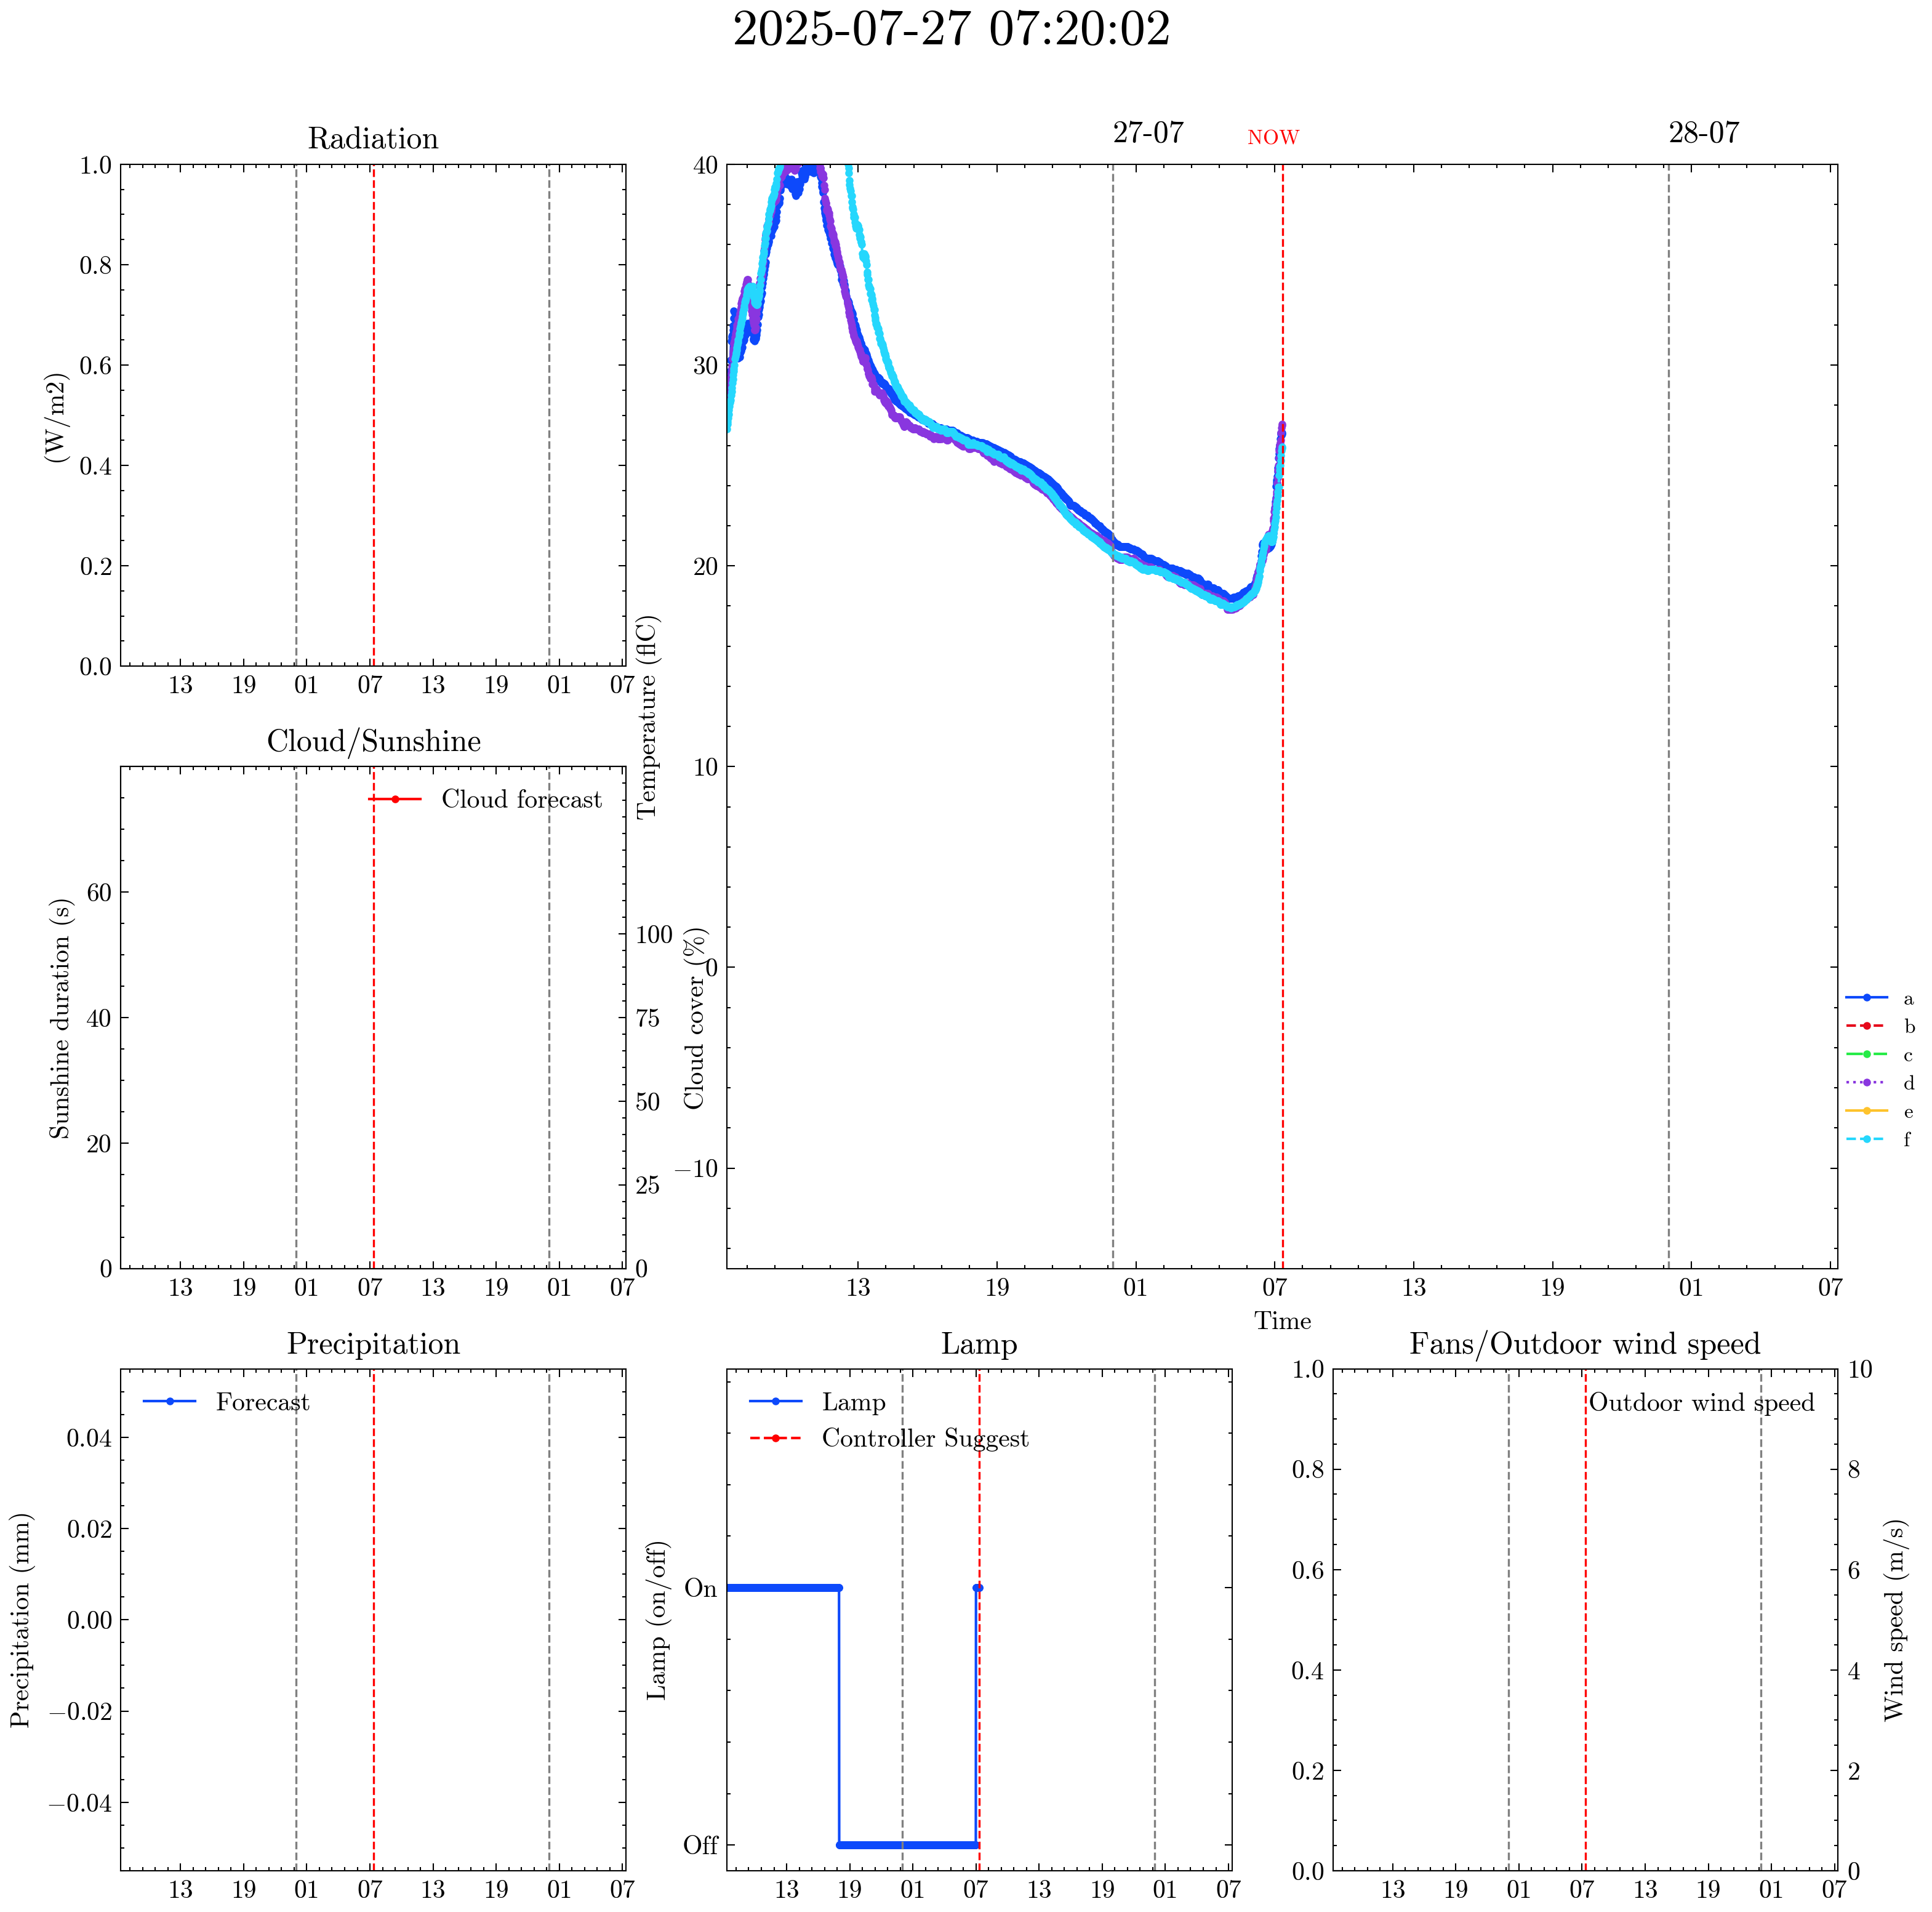 2025-07-27 07:20:02
Radiation
1.0
0.8
0.6
0.4
0.2
0.0
(W/m2)
13 19 01 07 13 19 01 07
Cloud/Sunshine
Cloud forecast
60
40
20
0
Sunshine duration (s)
100
75
50
25
0
Cloud cover (%)
13 19 01 07 13 19 01 07
27-07 NOW 28-07
40
30
20
10
0
−10
Temperature (flC)
13 19 01 07 13 19 01 07
Time
a
b
c
d
e
f
Precipitation
Forecast
0.04
0.02
0.00
−0.02
−0.04
Precipitation (mm)
13 19 01 07 13 19 01 07
Lamp
Lamp
Controller Suggest
On
Off
Lamp (on/off)
13 19 01 07 13 19 01 07
Fans/Outdoor wind speed
Outdoor wind speed
1.0
0.8
0.6
0.4
0.2
0.0
10
8
6
4
2
0
Wind speed (m/s)
13 19 01 07 13 19 01 07